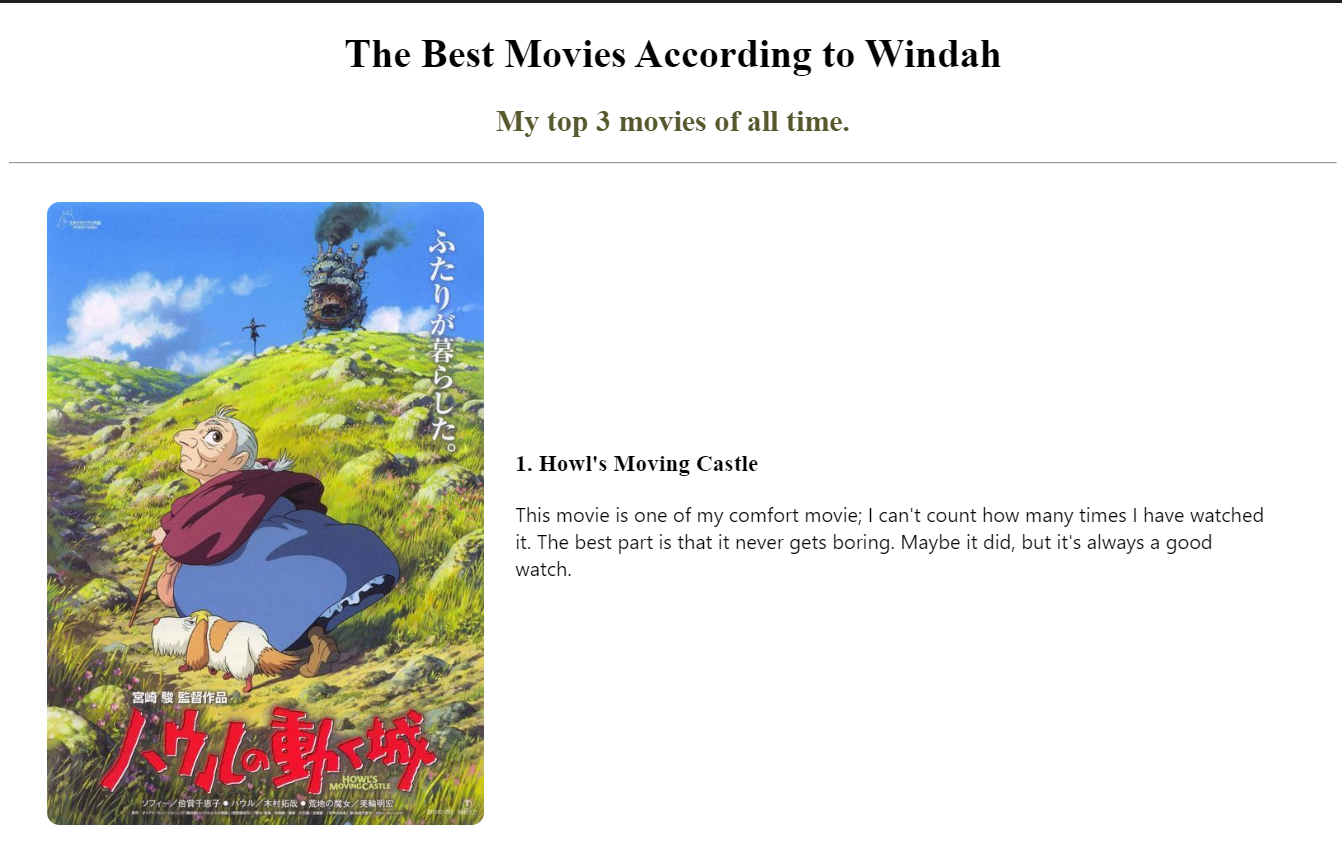 The Best Movies According to Windah
My top 3 movies of all time.
ふたりが暮らした。
1. Howl's Moving Castle
This movie is one of my comfort movie; I can't count how many times I have watched
it. The best part is that it never gets boring. Maybe it did, but it's always a good
watch.
宮崎 駿 監督作品
ハウルの動く城
HOWL'S
MOVING CASTLE
ソフィー／倍賞千恵子 ● ハウル／木村拓哉 ● 荒地の魔女／美輪明宏